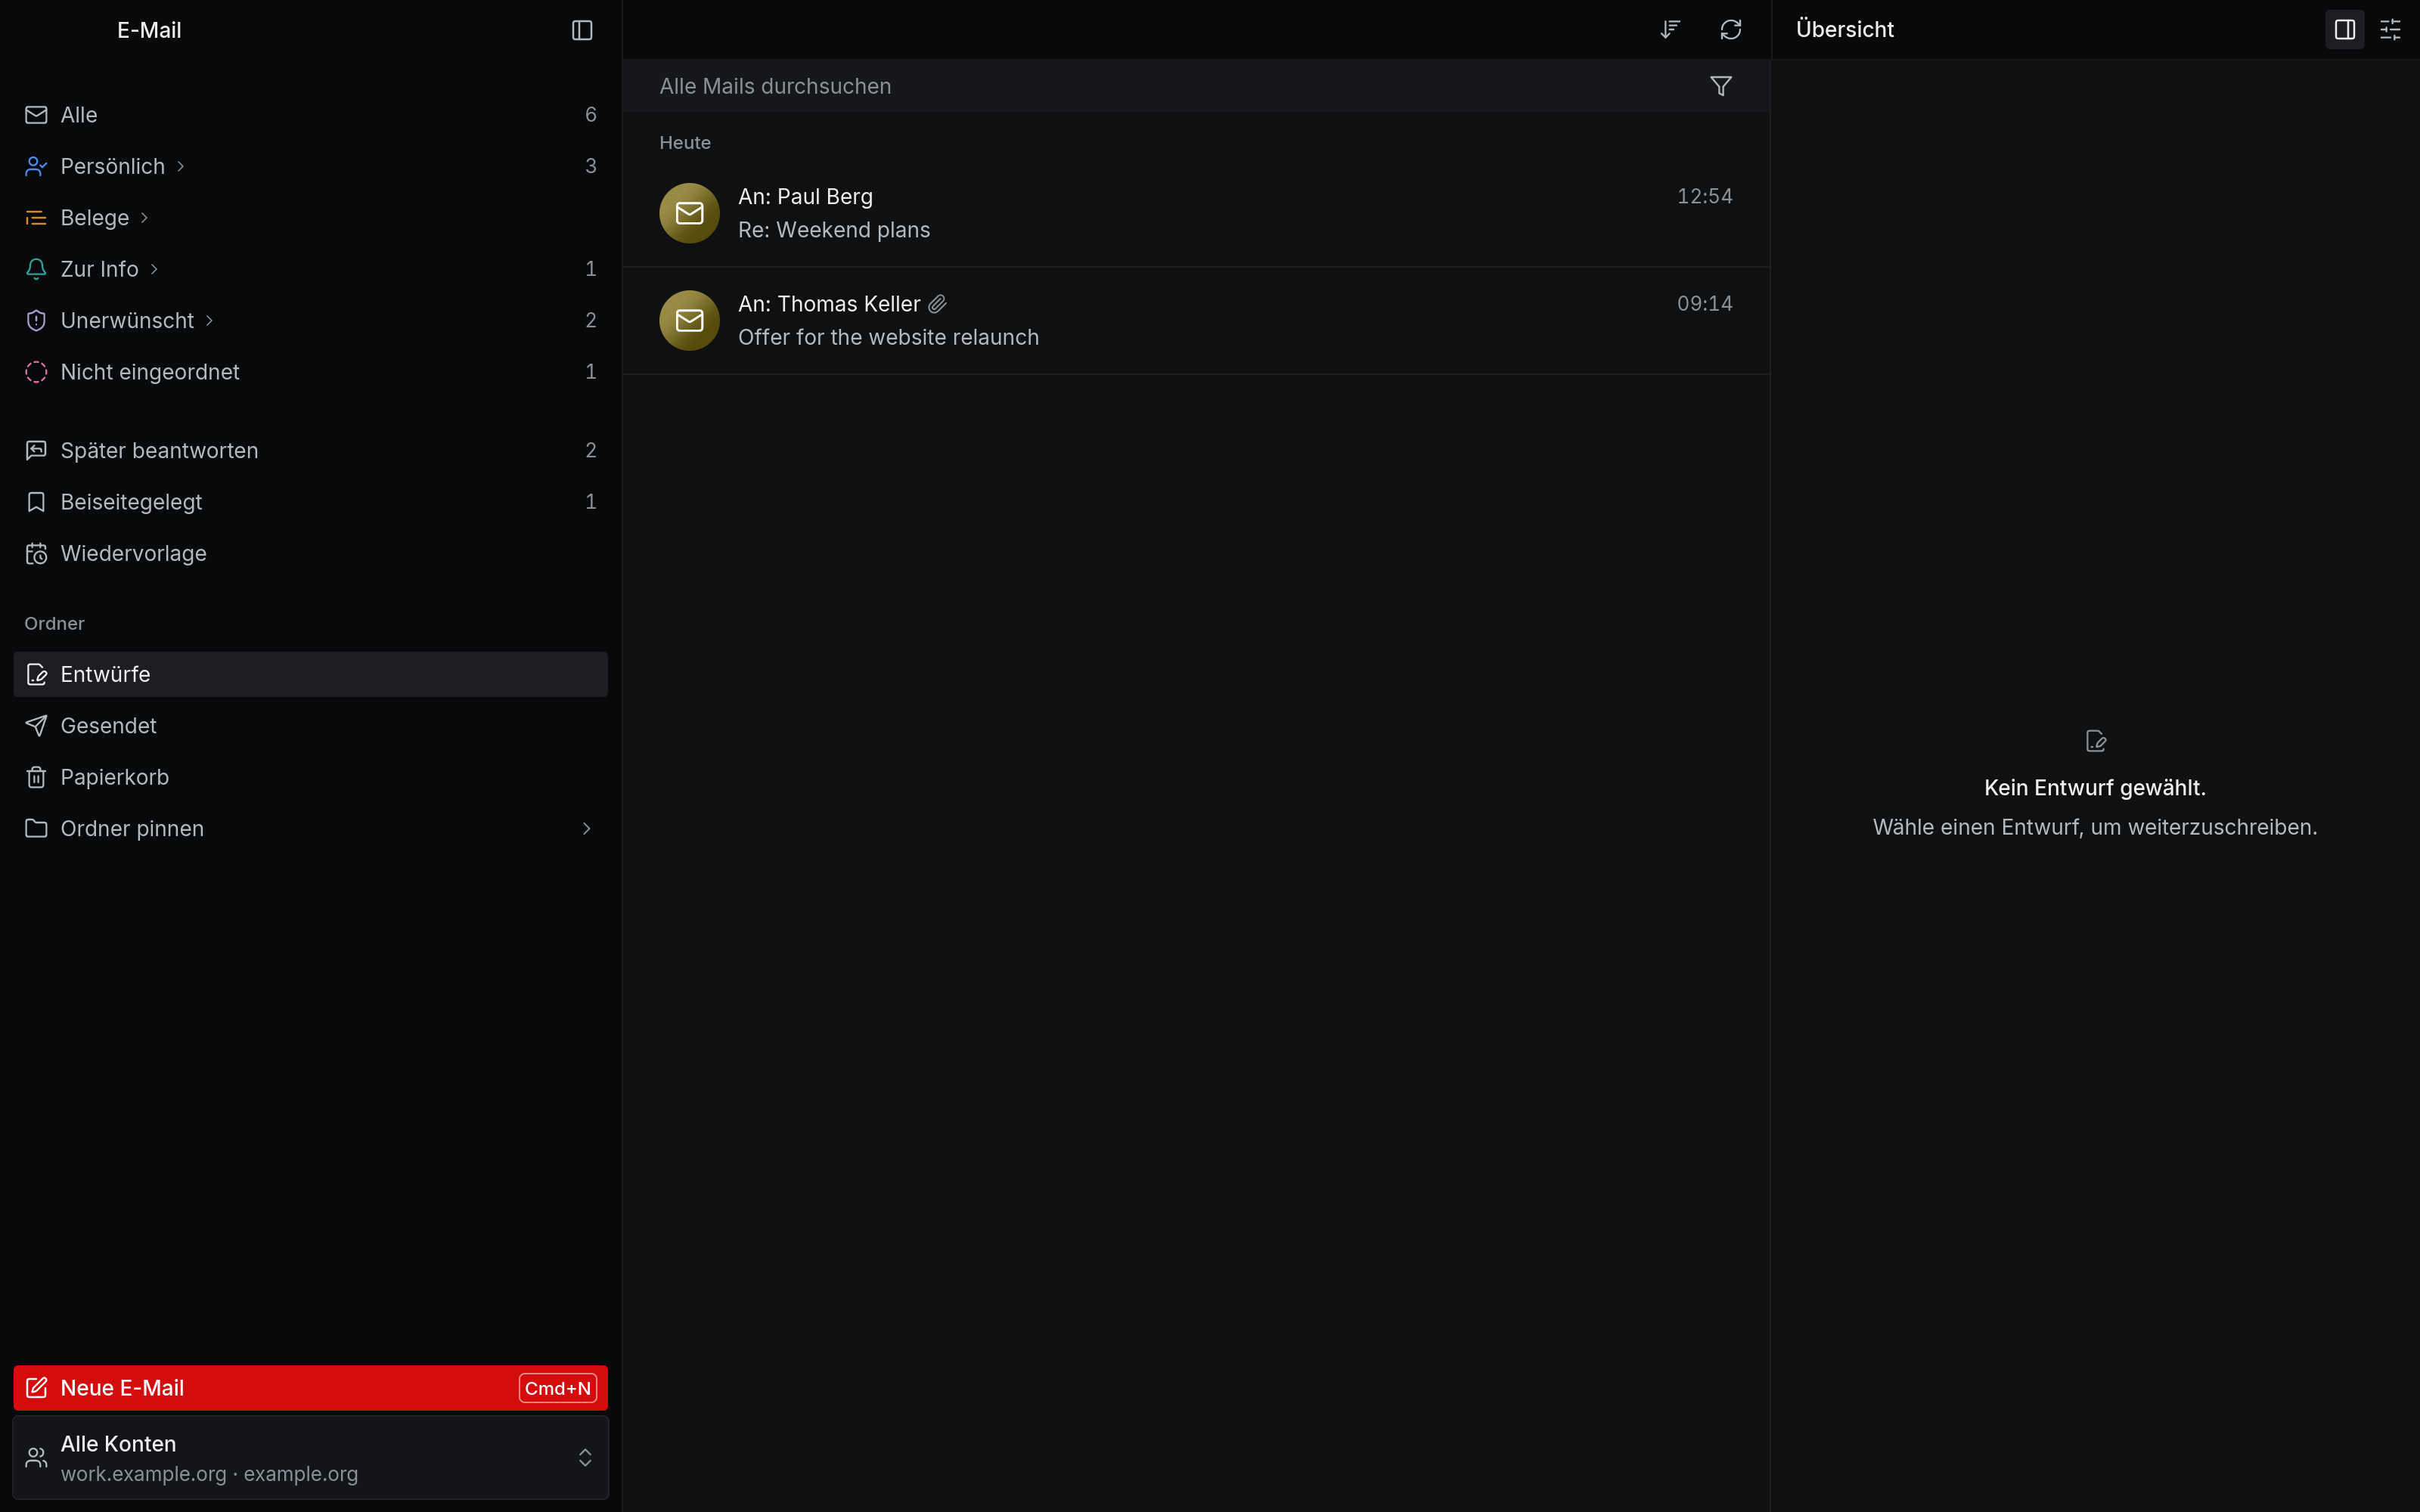 E-Mail
Alle 6
Persönlich 3
Belege
Zur Info 1
Unerwünscht 2
Nicht eingeordnet 1
Später beantworten 2
Beiseitegelegt 1
Wiedervorlage
Ordner
Entwürfe
Gesendet
Papierkorb
Ordner pinnen
Neue E-Mail Cmd+N
Alle Konten
work.example.org · example.org
Alle Mails durchsuchen
Heute
An: Paul Berg 12:54
Re: Weekend plans
An: Thomas Keller 09:14
Offer for the website relaunch
Übersicht
Kein Entwurf gewählt.
Wähle einen Entwurf, um weiterzuschreiben.